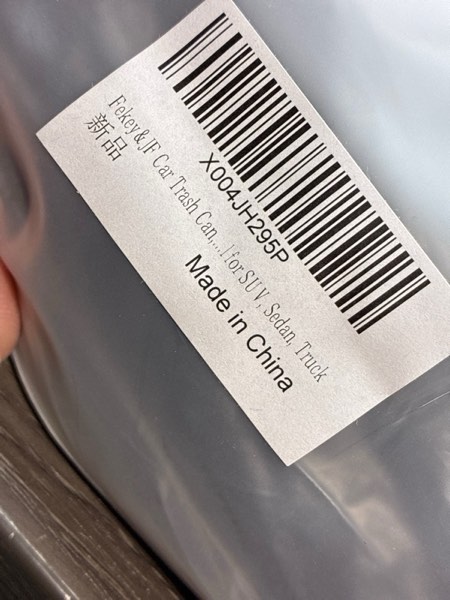 X004JH295P
Fekey&JF Car Trash Can,...l for SUV, Sedan, Truck
新品
Made in China